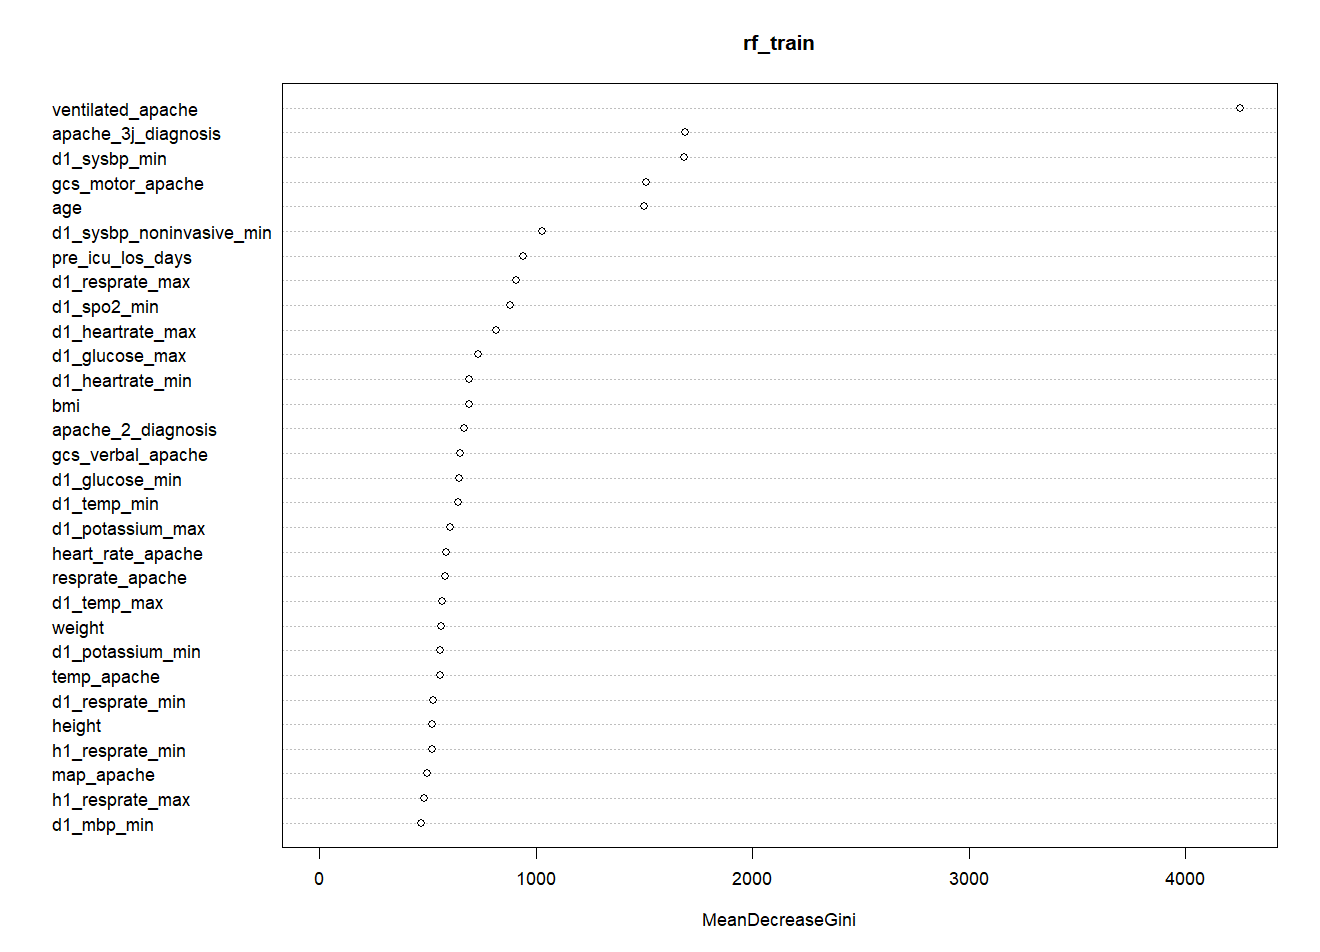 rf_train
ventilated_apache
apache_3j_diagnosis
d1_sysbp_min
gcs_motor_apache
age
d1_sysbp_noninvasive_min
pre_icu_los_days
d1_resprate_max
d1_spo2_min
d1_heartrate_max
d1_glucose_max
d1_heartrate_min
bmi
apache_2_diagnosis
gcs_verbal_apache
d1_glucose_min
d1_temp_min
d1_potassium_max
heart_rate_apache
resprate_apache
d1_temp_max
weight
d1_potassium_min
temp_apache
d1_resprate_min
height
h1_resprate_min
map_apache
h1_resprate_max
d1_mbp_min
0 1000 2000 3000 4000
MeanDecreaseGini